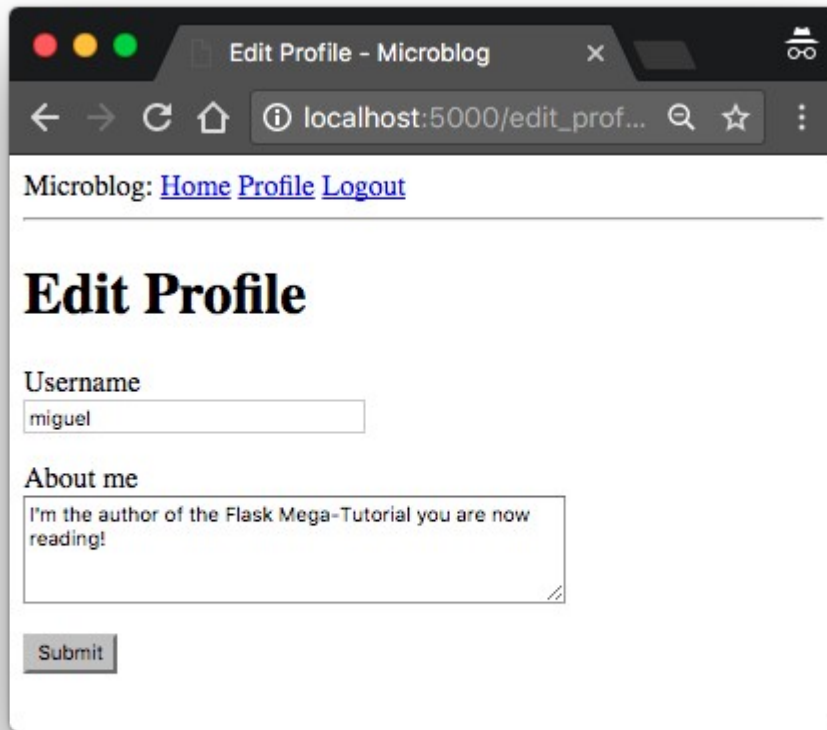 Edit Profile - Microblog
localhost:5000/edit_prof...
Microblog: Home Profile Logout
Edit Profile
Username
miguel
About me
I'm the author of the Flask Mega-Tutorial you are now
reading!
Submit